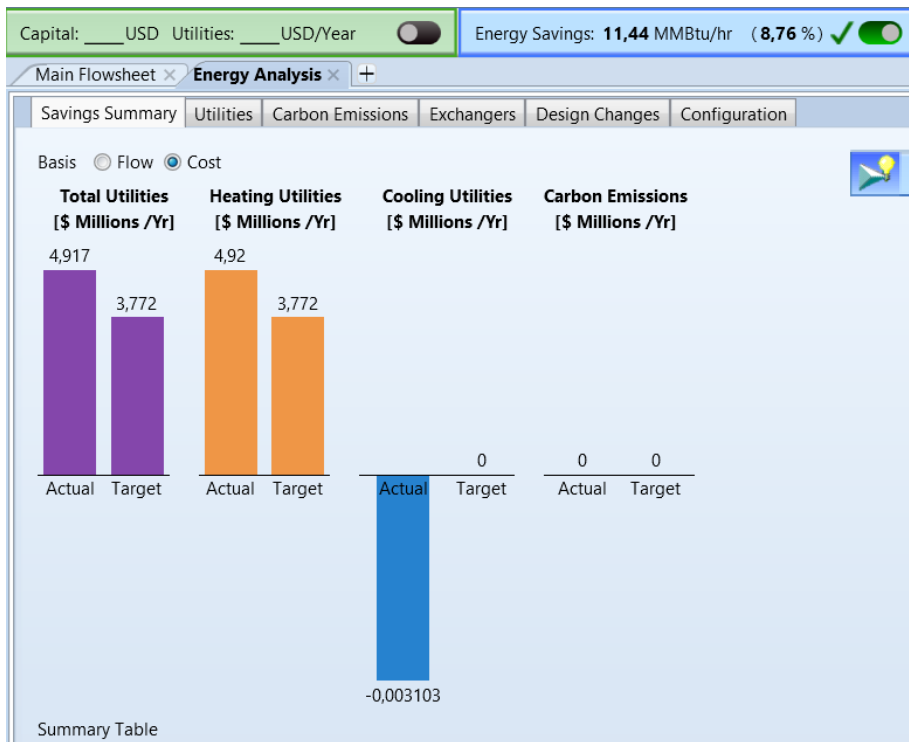 Capital: ____USD Utilities: ____USD/Year
Energy Savings: 11,44 MMBtu/hr (8,76 %)
Main Flowsheet
Energy Analysis
Savings Summary Utilities Carbon Emissions Exchangers Design Changes Configuration
Basis Flow Cost
Total Utilities
[$ Millions /Yr]
4,917
3,772
Actual Target
Heating Utilities
[$ Millions /Yr]
4,92
3,772
Actual Target
Cooling Utilities
[$ Millions /Yr]
0
Actual Target
-0,003103
Carbon Emissions
[$ Millions /Yr]
0 0
Actual Target
Summary Table